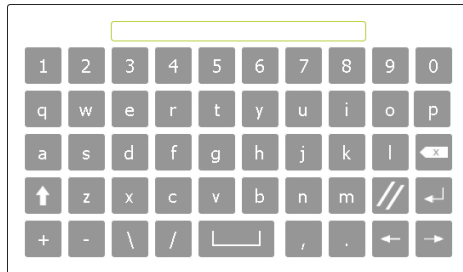 1 2 3 4 5 6 7 8 9 0
q w e r t y u i o p
a s d f g h j k l x
z x c v b n m //
+ - \ / , .